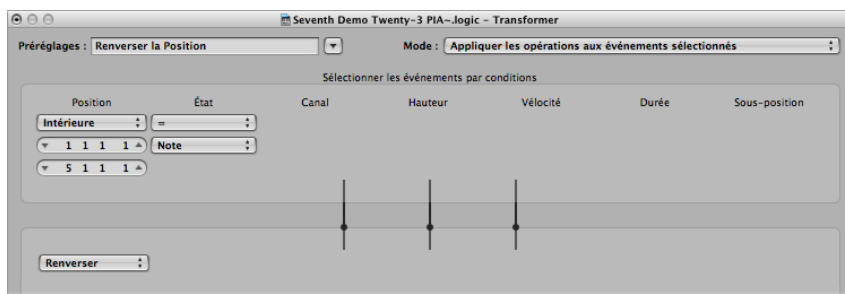 Seventh Demo Twenty-3 PIA~.logic – Transformer
Préréglages : Renverser la Position Mode : Appliquer les opérations aux événements sélectionnés
Sélectionner les événements par conditions
Position État Canal Hauteur Vélocité Durée Sous-position
Intérieure =
1 1 1 1 Note
5 1 1 1
Renverser